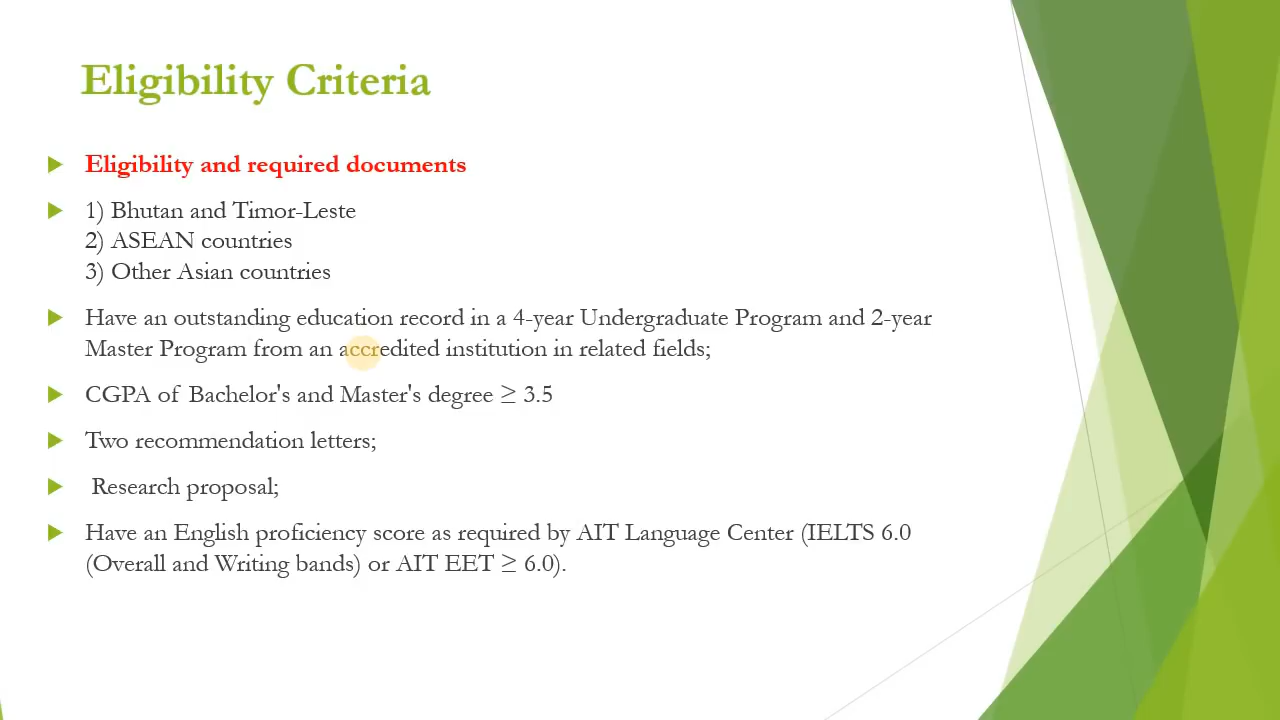 Eligibility Criteria
Eligibility and required documents
1) Bhutan and Timor-Leste
2) ASEAN countries
3) Other Asian countries
Have an outstanding education record in a 4-year Undergraduate Program and 2-year
Master Program from an accredited institution in related fields;
CGPA of Bachelor's and Master's degree ≥ 3.5
Two recommendation letters;
Research proposal;
Have an English proficiency score as required by AIT Language Center (IELTS 6.0
(Overall and Writing bands) or AIT EET ≥ 6.0).